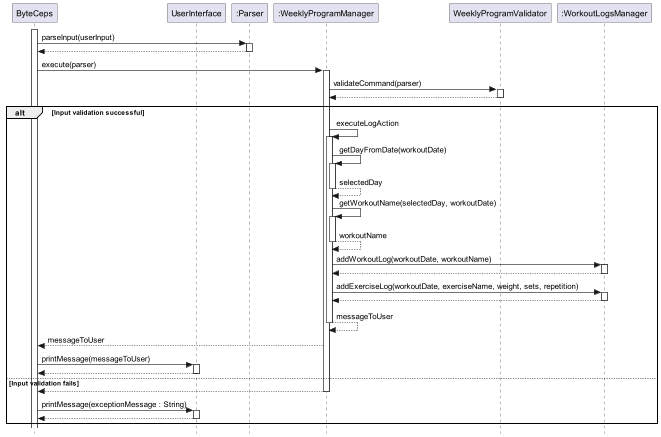 ByteCeps
UserInterface
:Parser
:WeeklyProgramManager
WeeklyProgramValidator
:WorkoutLogsManager
parseInput(userInput)
execute(parser)
validateCommand(parser)
alt
[Input validation successful]
executeLogAction
getDayFromDate(workoutDate)
selectedDay
getWorkoutName(selectedDay, workoutDate)
workoutName
addWorkoutLog(workoutDate, workoutName)
addExerciseLog(workoutDate, exerciseName, weight, sets, repetition)
messageToUser
messageToUser
printMessage(messageToUser)
[Input validation fails]
printMessage(exceptionMessage : String)